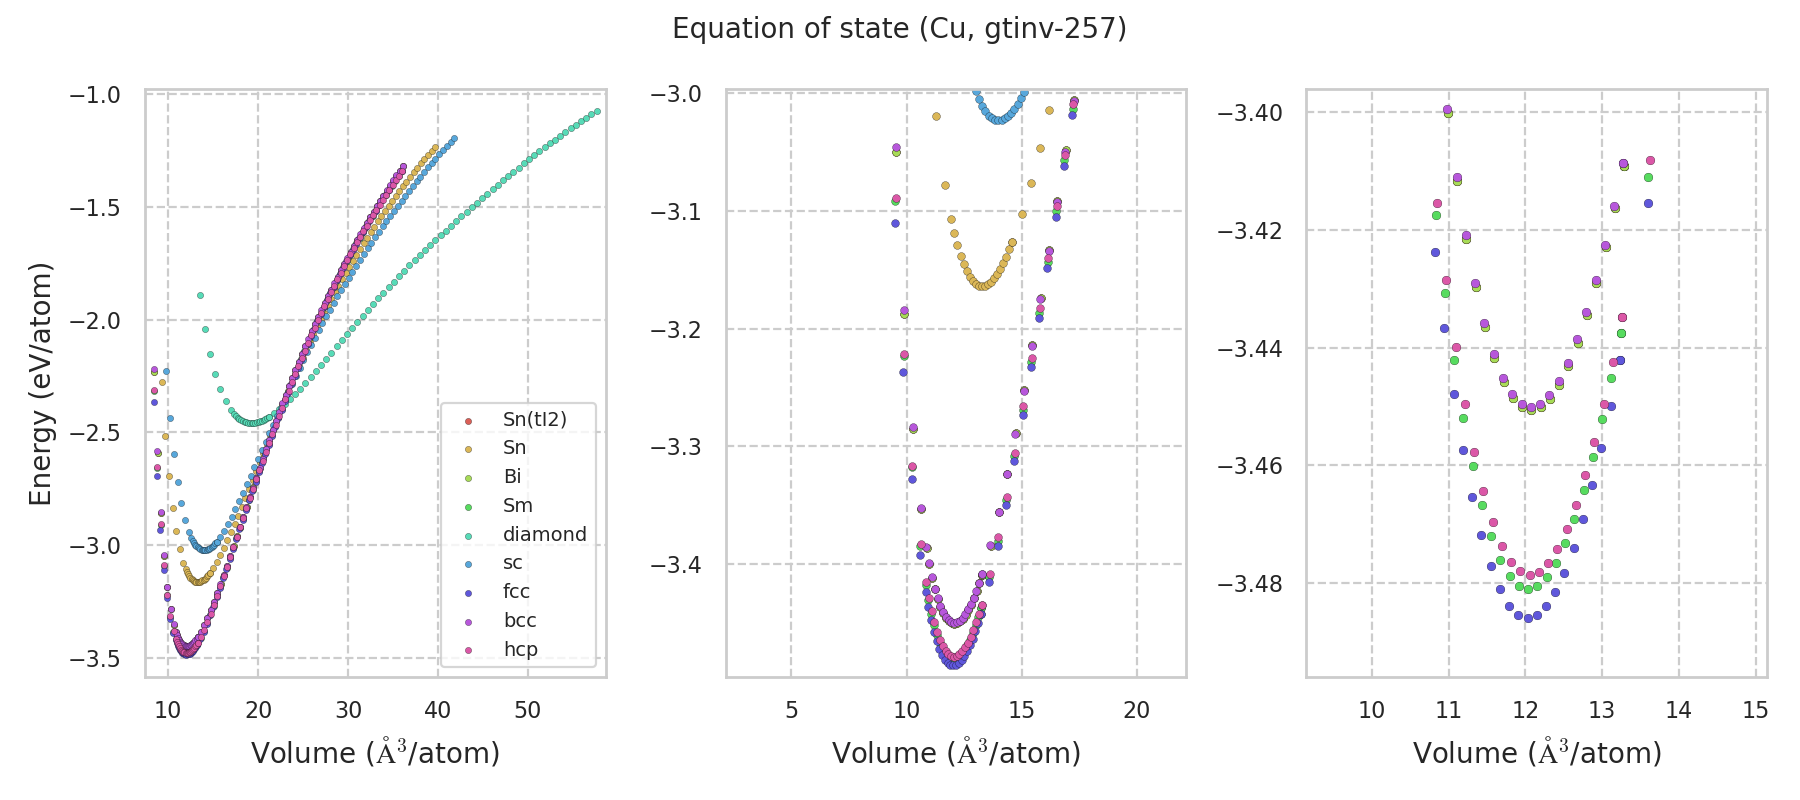 Equation of state (Cu, gtinv-257)
Energy (eV/atom)
−1.0
−1.5
−2.0
−2.5
−3.0
−3.5
10 20 30 40 50
Volume (Å³/atom)
Sn(tI2)
Sn
Bi
Sm
diamond
sc
fcc
bcc
hcp
−3.0
−3.1
−3.2
−3.3
−3.4
5 10 15 20
Volume (Å³/atom)
−3.40
−3.42
−3.44
−3.46
−3.48
10 11 12 13 14 15
Volume (Å³/atom)